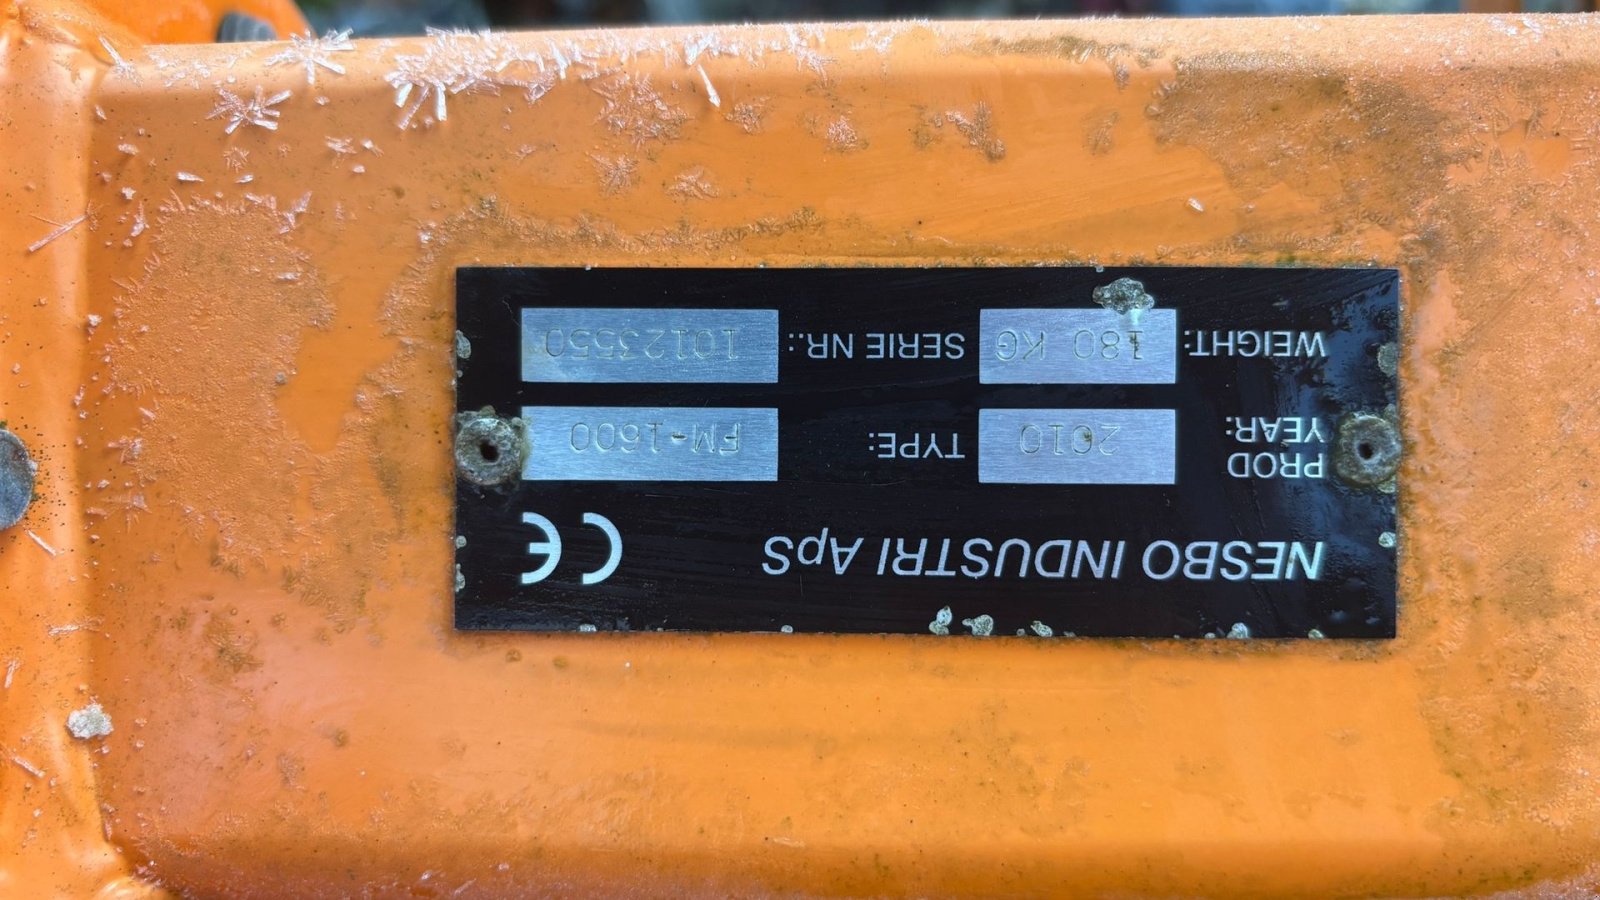 NESBO INDUSTRI ApS CE
PROD YEAR: 2010 TYPE: FM-1600
WEIGHT: 180 KG SERIE NR.: 10123550